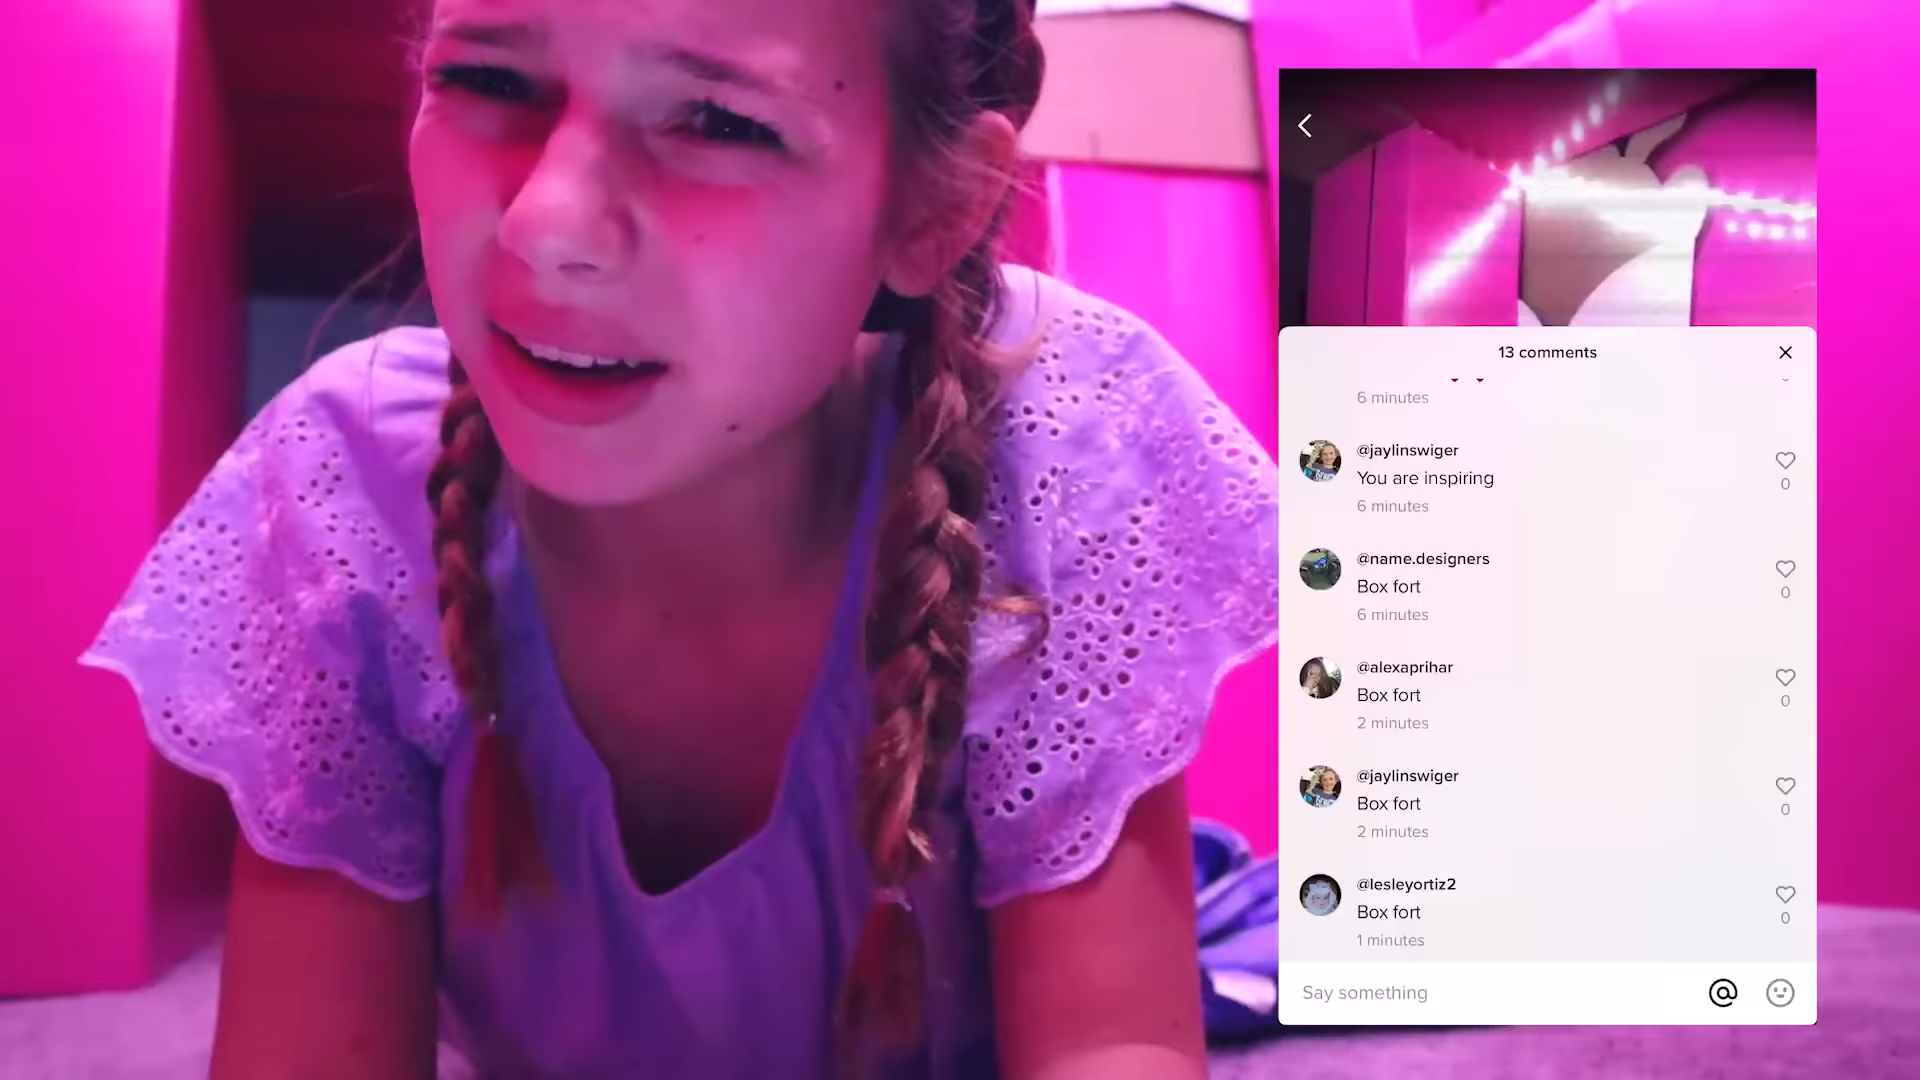 13 comments
6 minutes
@jaylinswiger
You are inspiring
0
6 minutes
@name.designers
Box fort
0
6 minutes
@alexaprihar
Box fort
0
2 minutes
@jaylinswiger
Box fort
0
2 minutes
@lesleyortiz2
Box fort
0
1 minutes
Say something